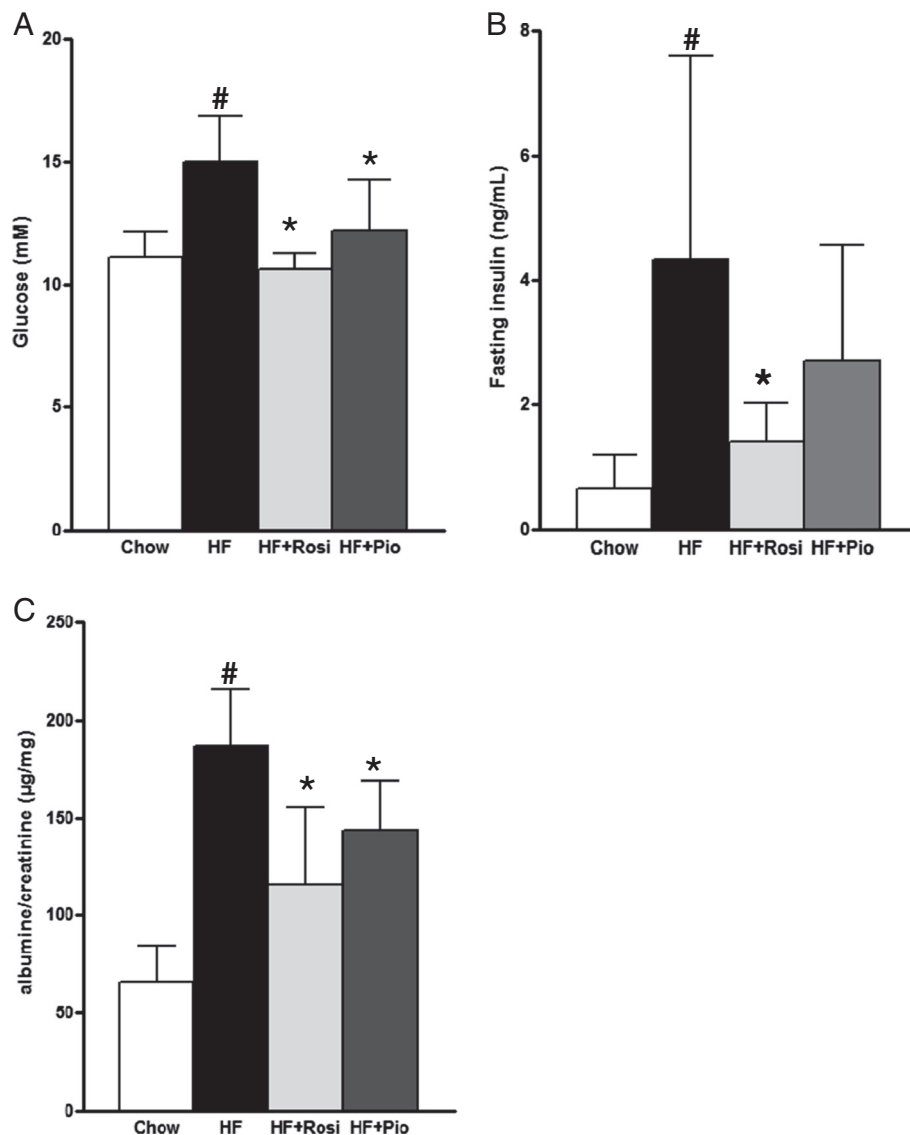 A
Glucose (mM)
20
15
10
5
0
#
*
*
Chow HF HF+Rosi HF+Pio
B
Fasting insulin (ng/mL)
8
6
4
2
0
#
*
Chow HF HF+Rosi HF+Pio
C
albumine/creatinine (µg/mg)
250
200
150
100
50
0
#
*
*
Chow HF HF+Rosi HF+Pio